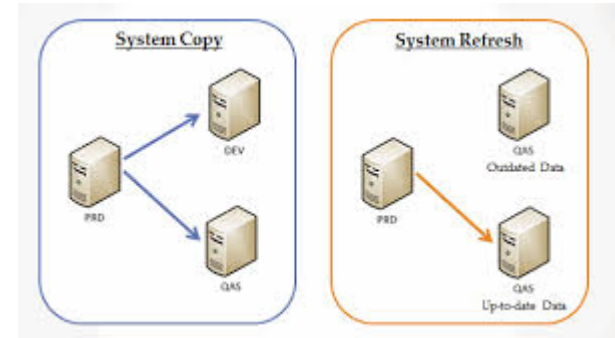 System Copy
DEV
PRD
QAS
System Refresh
QAS
Outdated Data
PRD
QAS
Up-to-date Data